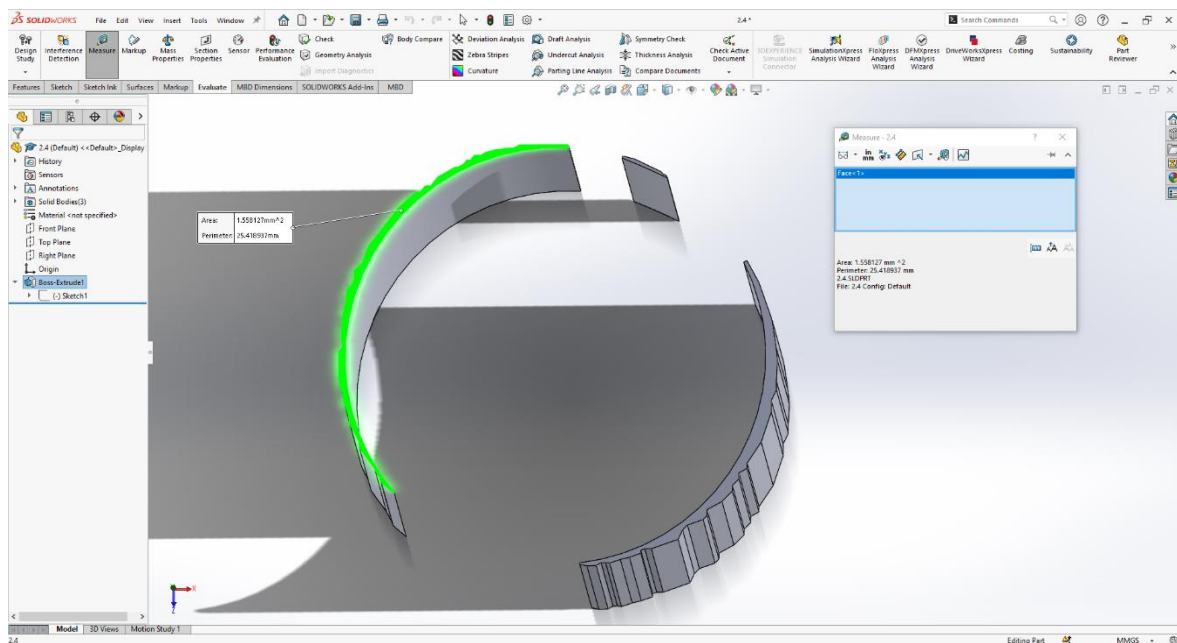 SOLIDWORKS File Edit View Insert Tools Window 2.4 * Search Commands
Design Study
Interference Detection
Measure
Markup
Mass Properties
Section Properties
Sensor
Performance Evaluation
Check
Geometry Analysis
Import Diagnostics
Body Compare
Deviation Analysis
Zebra Stripes
Curvature
Draft Analysis
Undercut Analysis
Parting Line Analysis
Symmetry Check
Thickness Analysis
Compare Documents
Check Active Document
3DEXPERIENCE Simulation Connector
SimulationXpress Analysis Wizard
FloXpress Analysis Wizard
DFMXpress Analysis Wizard
DriveWorksXpress Wizard
Costing
Sustainability
Part Reviewer
Features Sketch Sketch Ink Surfaces Markup Evaluate MBD Dimensions SOLIDWORKS Add-Ins MBD
2.4 (Default) <<Default>_Display
History
Sensors
Annotations
Solid Bodies(3)
Material <not specified>
Front Plane
Top Plane
Right Plane
Origin
Boss-Extrude1
(-) Sketch1
Area: 1.558127mm^2
Perimeter: 25.418937mm
Measure - 2.4
in
mm
Face<1>
Area: 1.558127 mm ^2
Perimeter: 25.418937 mm
2.4.SLDPRT
File: 2.4 Config: Default
X
Z
Model 3D Views Motion Study 1
2.4 Editing Part MMGS